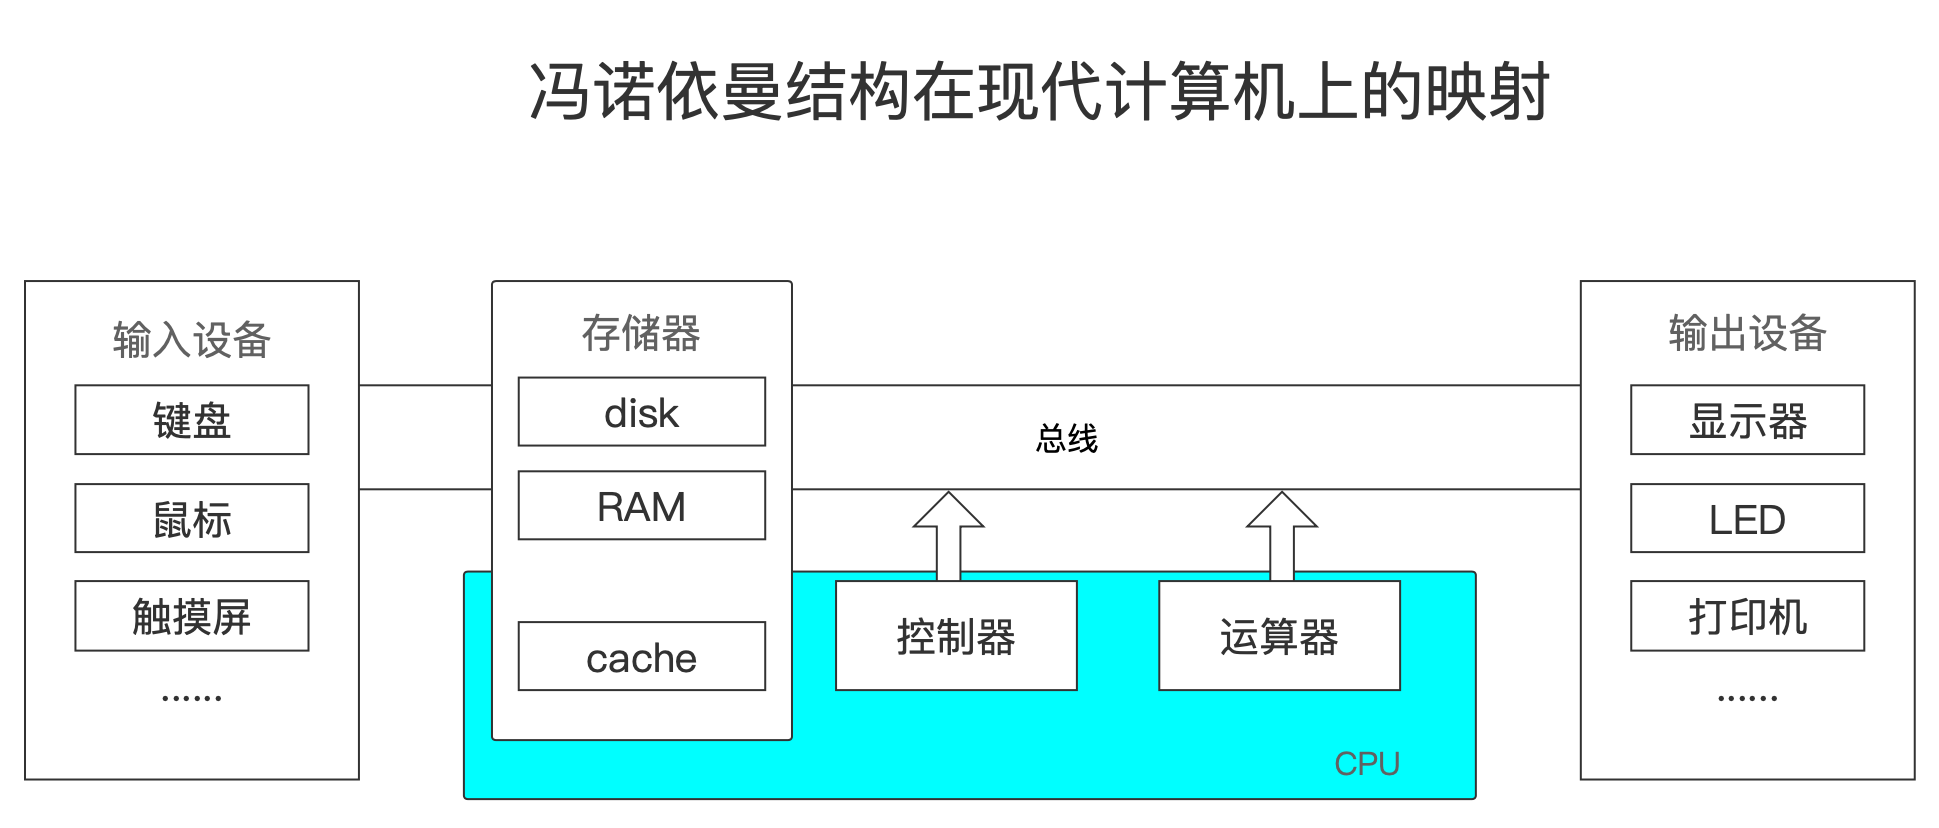 冯诺依曼结构在现代计算机上的映射
输入设备
键盘
鼠标
触摸屏
······
存储器
disk
RAM
cache
总线
控制器
运算器
CPU
输出设备
显示器
LED
打印机
······